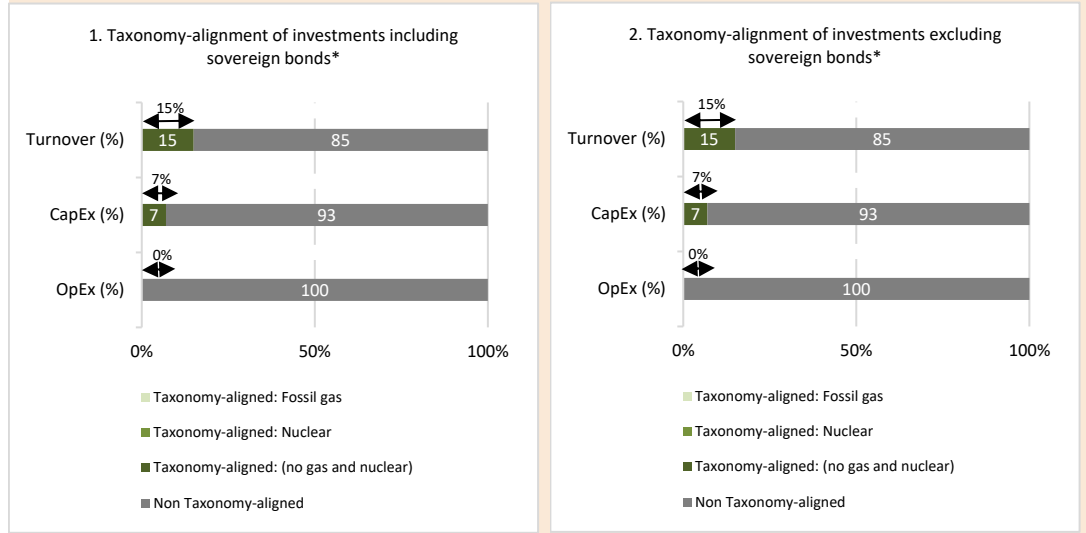 1. Taxonomy-alignment of investments including
sovereign bonds*
15%
Turnover (%)
15
85
7%
CapEx (%)
7
93
0%
OpEx (%)
100
0%
50%
100%
Taxonomy-aligned: Fossil gas
Taxonomy-aligned: Nuclear
Taxonomy-aligned: (no gas and nuclear)
Non Taxonomy-aligned
2. Taxonomy-alignment of investments excluding
sovereign bonds*
15%
Turnover (%)
15
85
7%
CapEx (%)
7
93
0%
OpEx (%)
100
0%
50%
100%
Taxonomy-aligned: Fossil gas
Taxonomy-aligned: Nuclear
Taxonomy-aligned: (no gas and nuclear)
Non Taxonomy-aligned